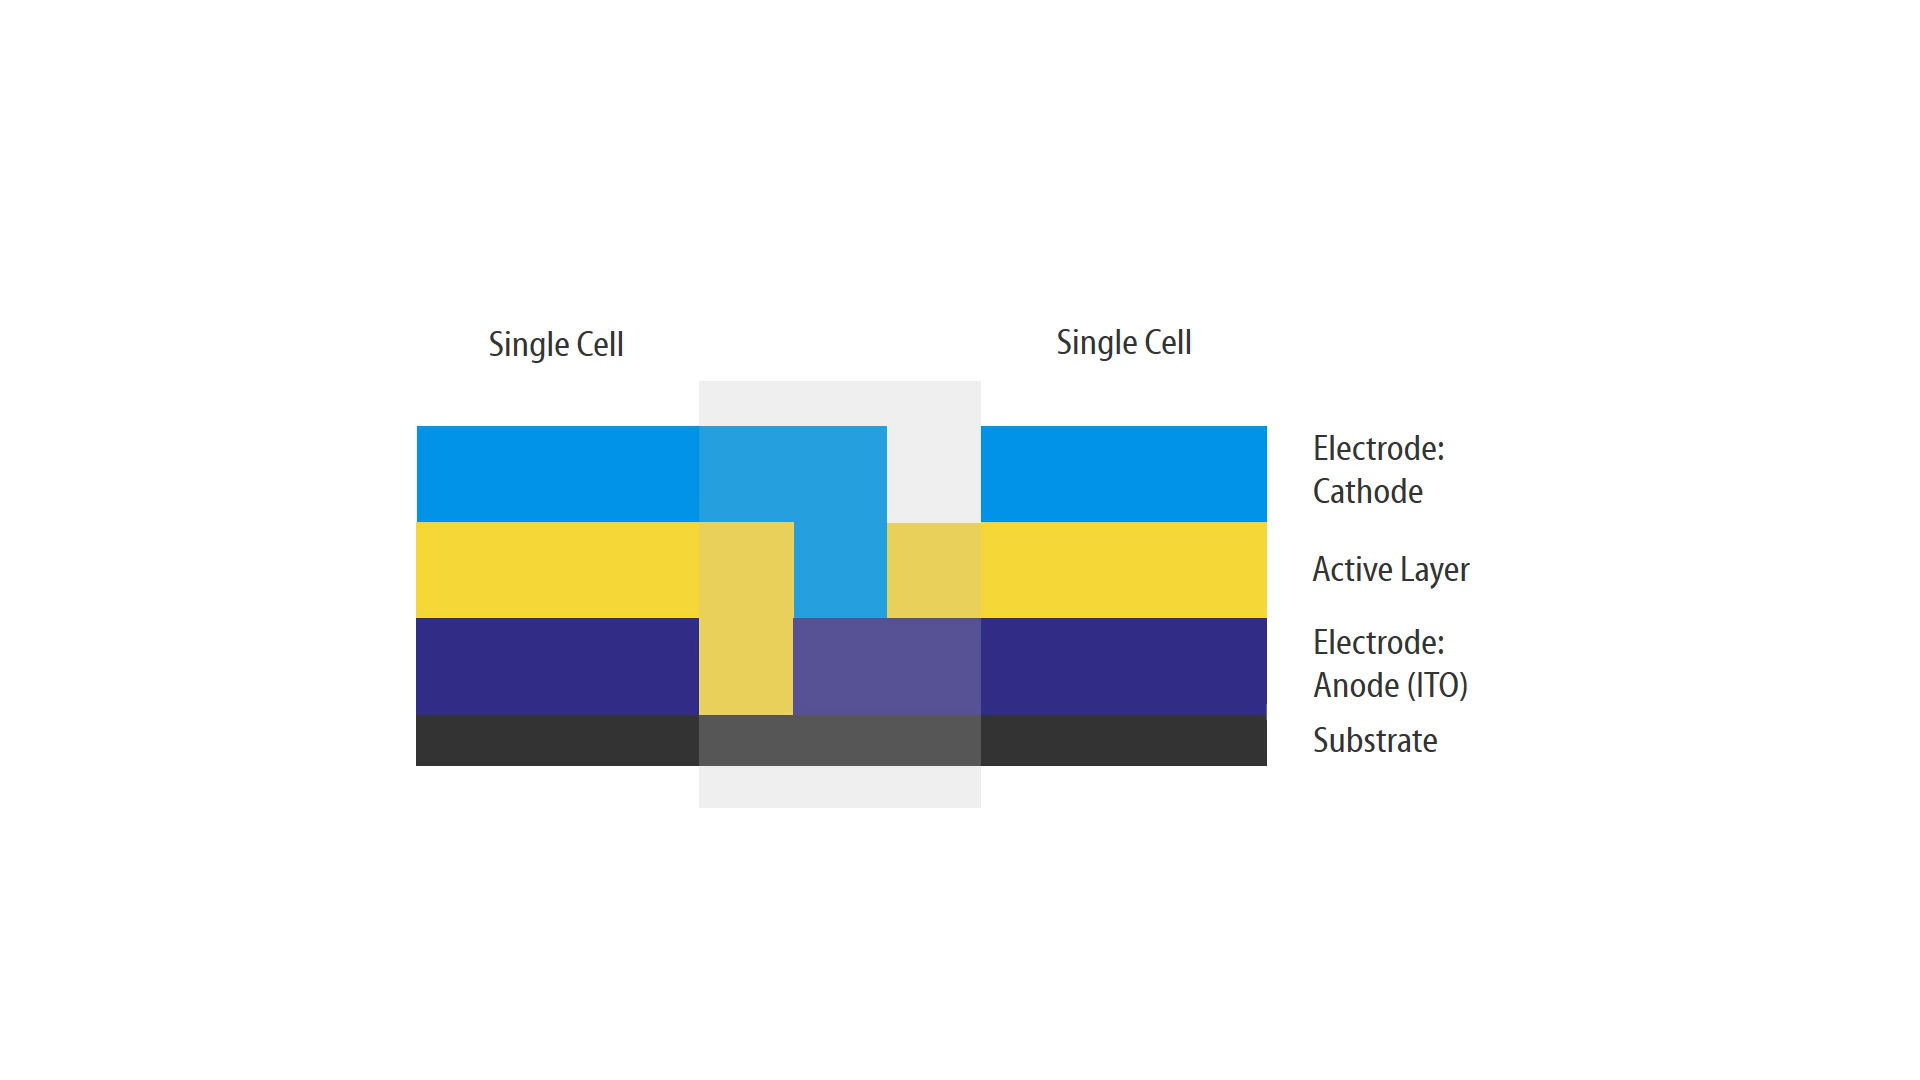 Single Cell
Single Cell
Electrode:
Cathode
Active Layer
Electrode:
Anode (ITO)
Substrate